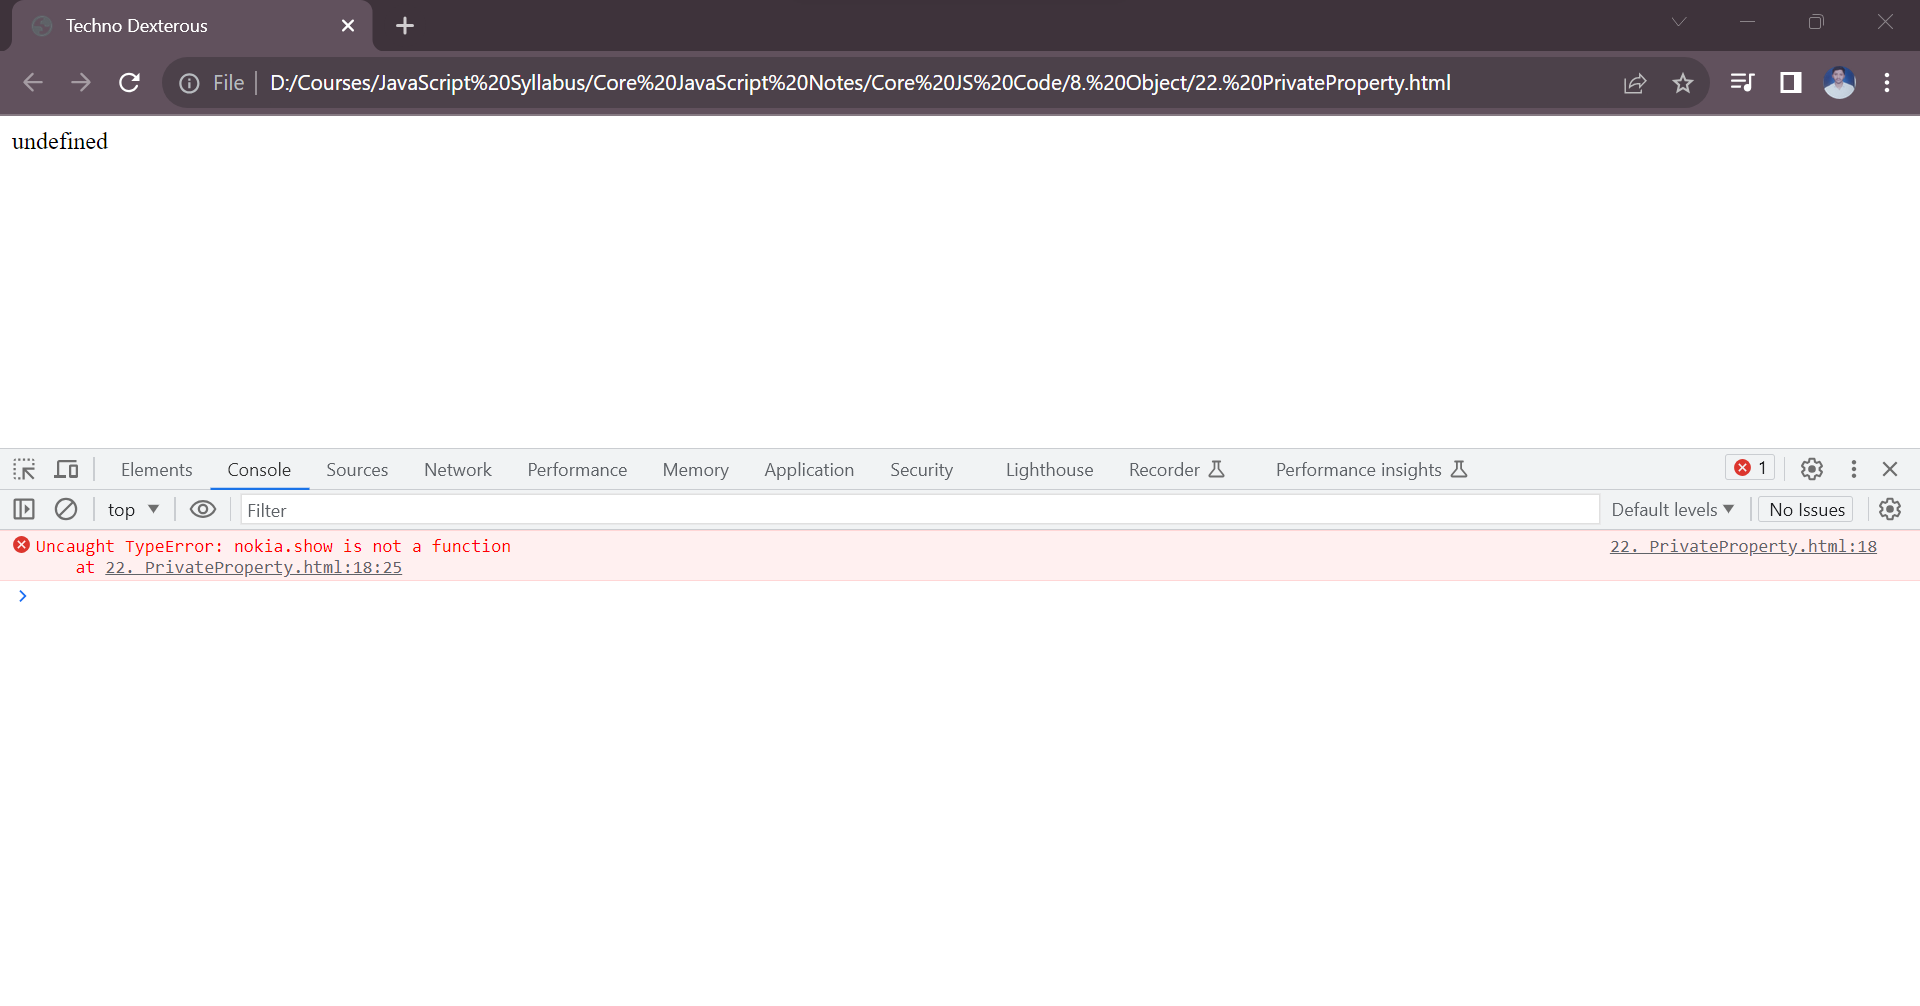 Techno Dexterous
File
D:/Courses/JavaScript%20Syllabus/Core%20JavaScript%20Notes/Core%20JS%20Code/8.%20Object/22.%20PrivateProperty.html
undefined
Elements Console Sources Network Performance Memory Application Security Lighthouse Recorder Performance insights 1
top Filter Default levels No Issues
Uncaught TypeError: nokia.show is not a function 22. PrivateProperty.html:18
at 22. PrivateProperty.html:18:25